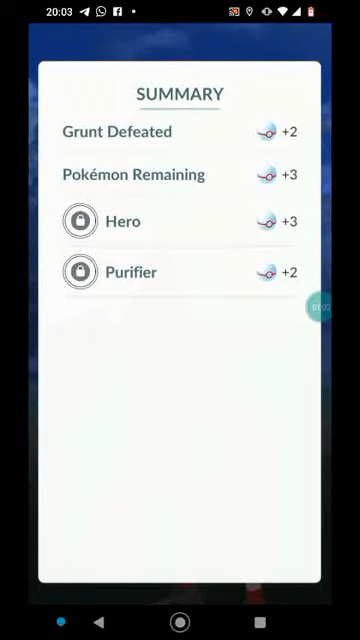 20:03
SUMMARY
Grunt Defeated +2
Pokémon Remaining +3
Hero +3
Purifier +2